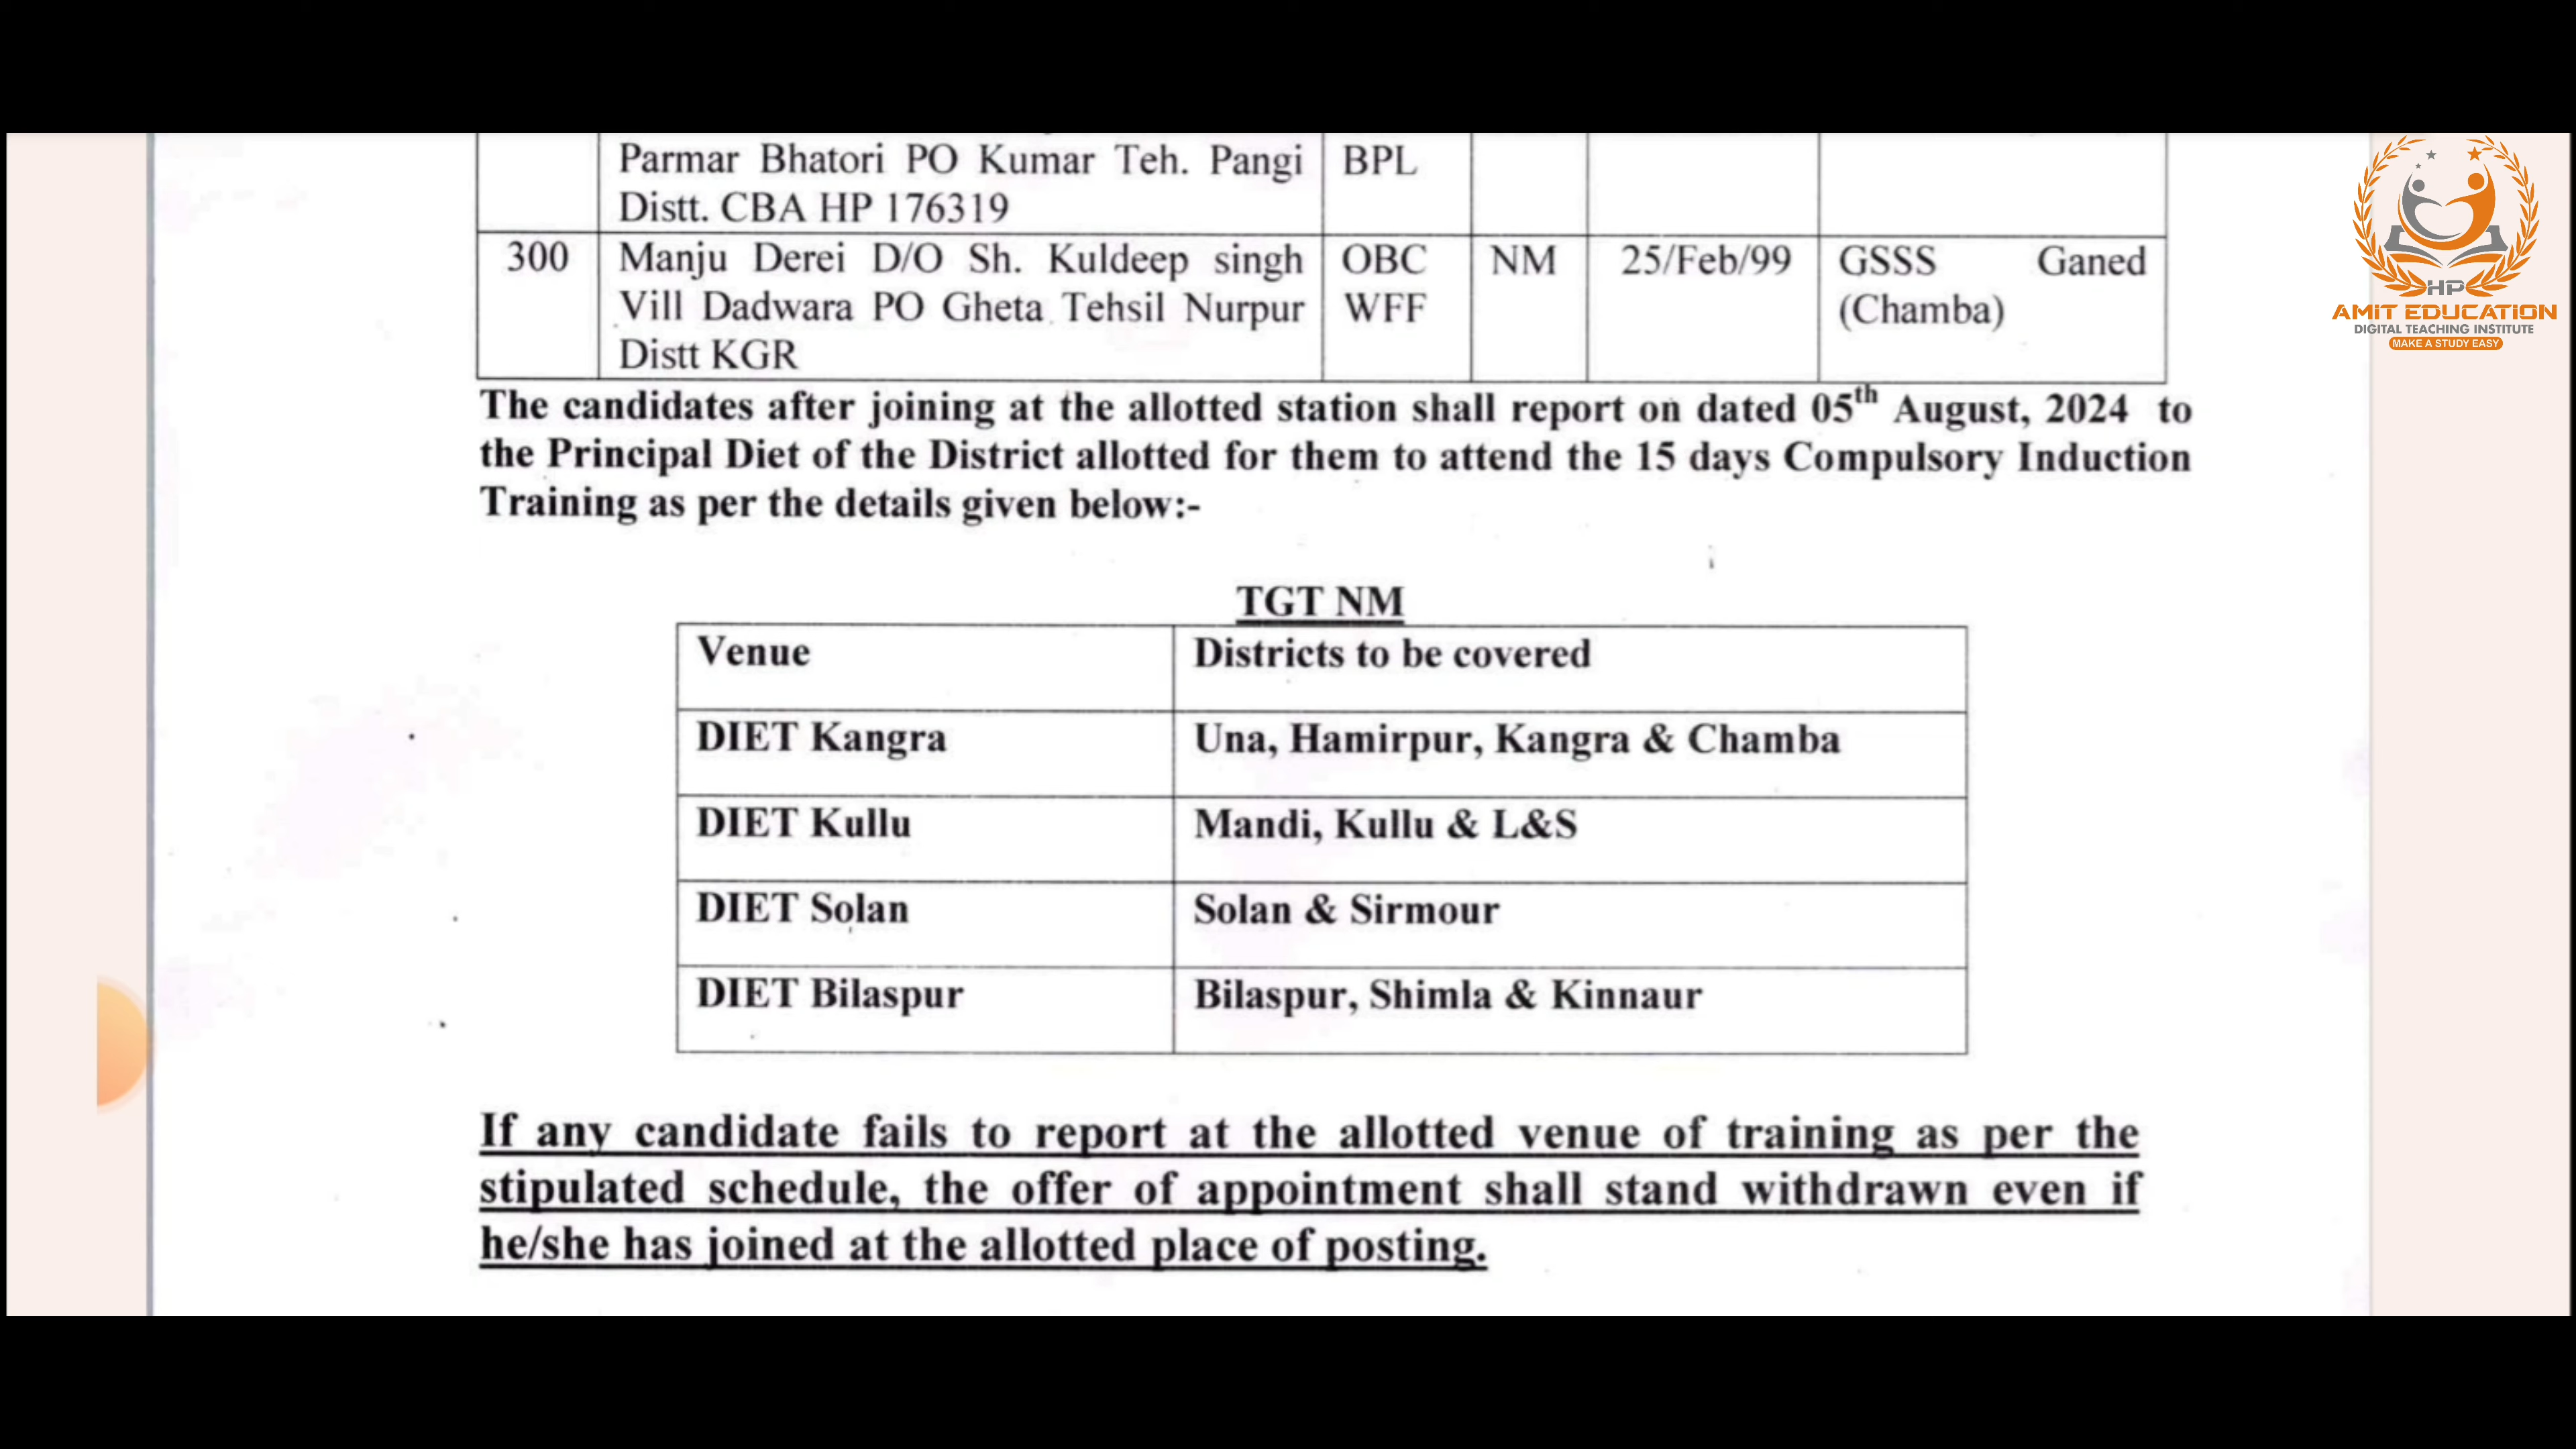 Parmar Bhatori PO Kumar Teh. Pangi BPL
Distt. CBA HP 176319
300 Manju Derei D/O Sh. Kuldeep singh OBC NM 25/Feb/99 GSSS Ganed
Vill Dadwara PO Gheta Tehsil Nurpur WFF (Chamba)
Distt KGR
HP
AMIT EDUCATION
DIGITAL TEACHING INSTITUTE
MAKE A STUDY EASY
The candidates after joining at the allotted station shall report on dated 05th August, 2024 to
the Principal Diet of the District allotted for them to attend the 15 days Compulsory Induction
Training as per the details given below:-
TGT NM
Venue Districts to be covered
DIET Kangra Una, Hamirpur, Kangra & Chamba
DIET Kullu Mandi, Kullu & L&S
DIET Solan Solan & Sirmour
DIET Bilaspur Bilaspur, Shimla & Kinnaur
If any candidate fails to report at the allotted venue of training as per the
stipulated schedule, the offer of appointment shall stand withdrawn even if
he/she has joined at the allotted place of posting.